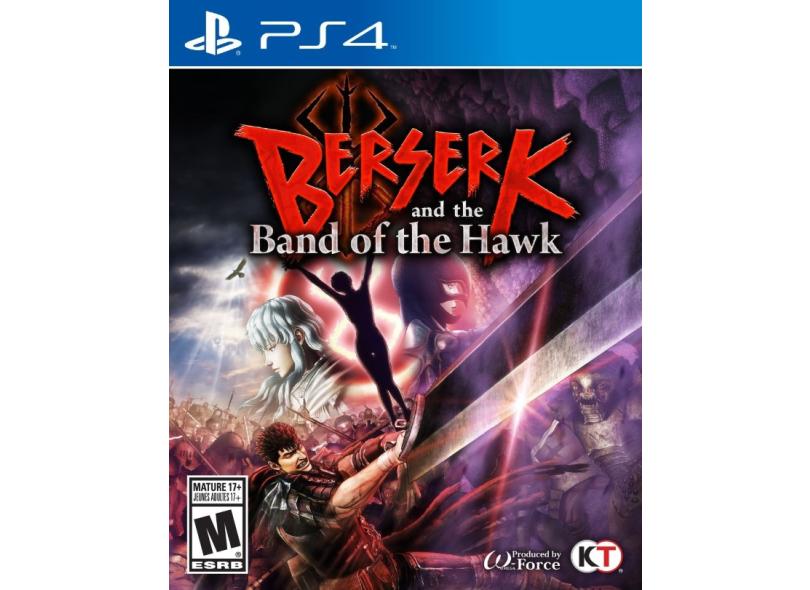 PS4
BERSERK
and the
Band of the Hawk
MATURE 17+
JEUNES ADULTES 17+
M
ESRB
Produced by
ω-Force
KT